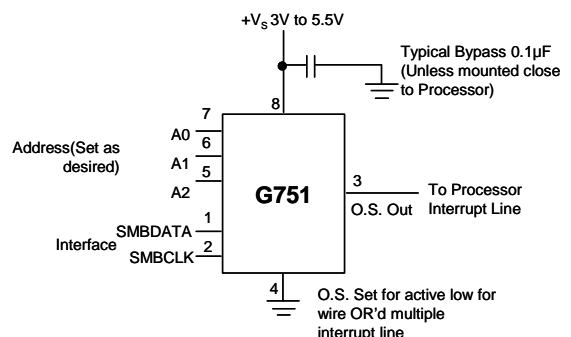 +VS 3V to 5.5V
Typical Bypass 0.1µF
(Unless mounted close
to Processor)
8
7
A0
6
A1
5
A2
Address(Set as
desired)
G751
3
O.S. Out
To Processor
Interrupt Line
1
SMBDATA
Interface
2
SMBCLK
4
O.S. Set for active low for
wire OR'd multiple
interrupt line